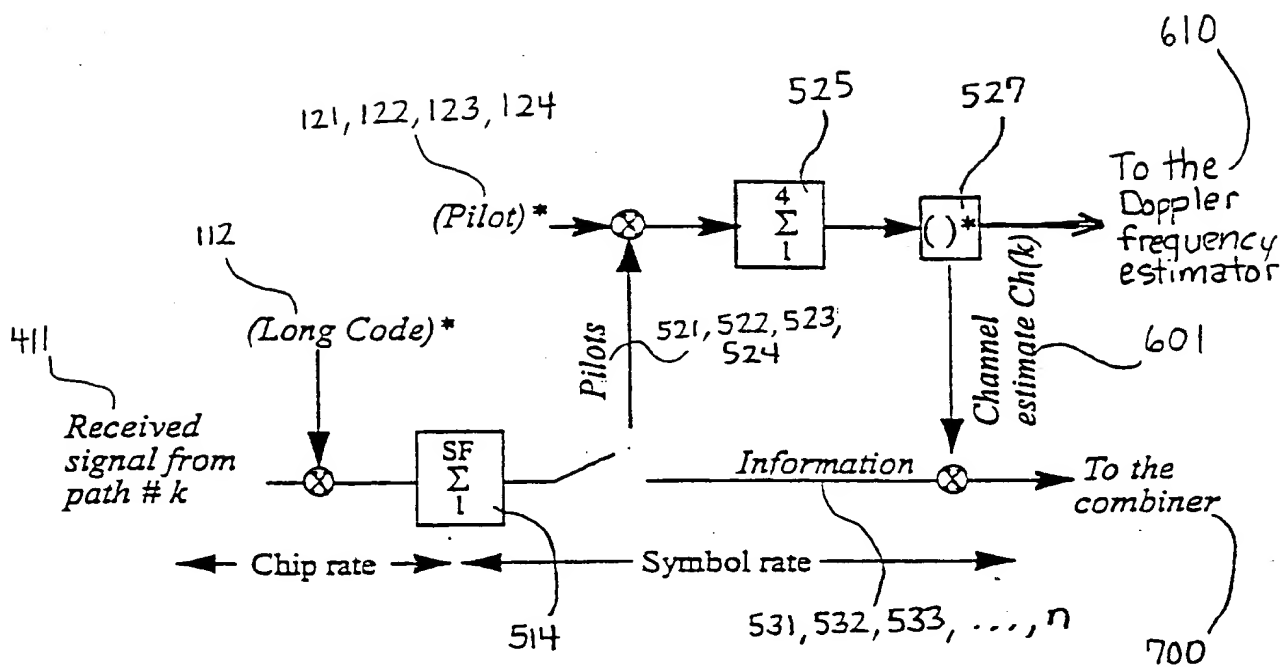 610
525
527
121, 122, 123, 124
To the
Doppler
frequency
estimator
(Pilot)*
4
Σ
1
( )*
112
(Long Code)*
Pilots
521, 522, 523,
524
Channel
estimate Ch(k)
601
411
Received
signal from
path # k
SF
Σ
1
Information
To the
combiner
Chip rate
Symbol rate
514
531, 532, 533, ..., n
700